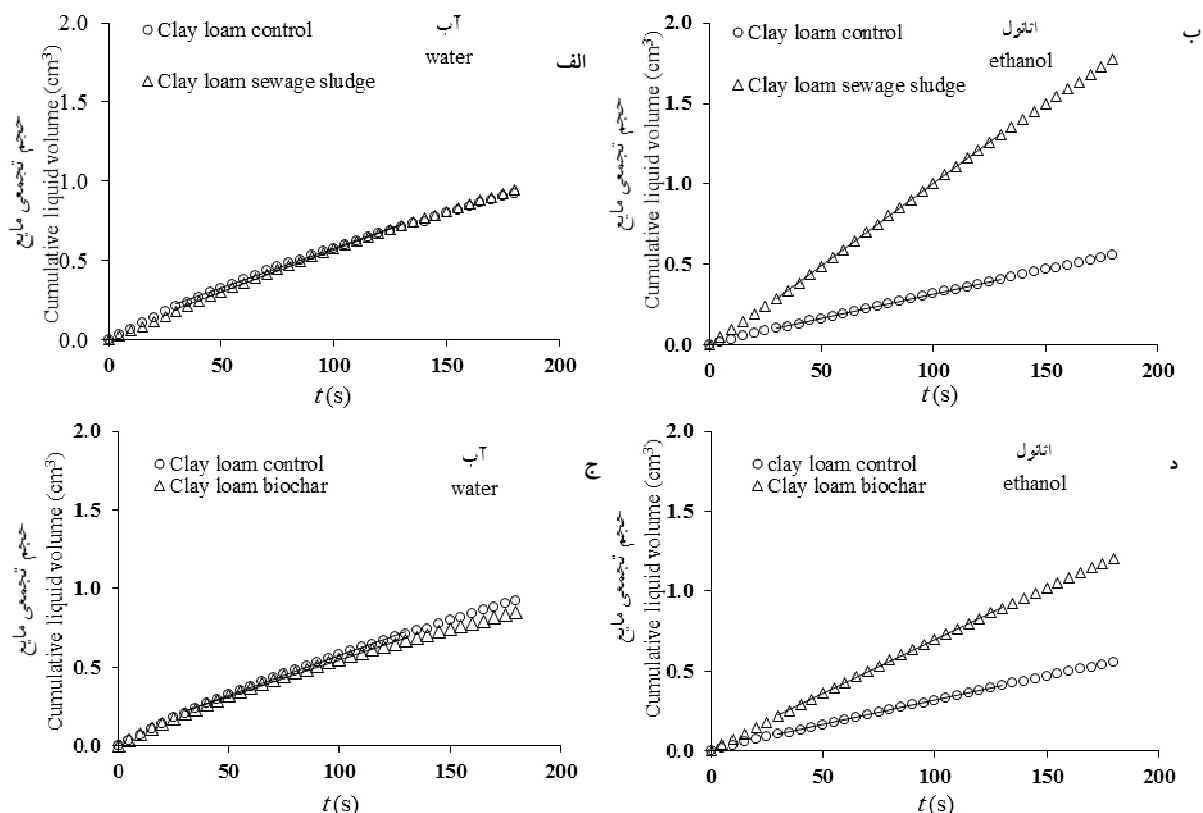 2.0
1.5
1.0
0.5
0.0
Clay loam control
Clay loam sewage sludge
آب
water
الف
حجم تجمعی مایع
Cumulative liquid volume (cm³)
0 50 100 150 200
t (s)
2.0
1.5
1.0
0.5
0.0
Clay loam control
Clay loam sewage sludge
اتانول
ethanol
ب
حجم تجمعی مایع
Cumulative liquid volume (cm³)
0 50 100 150 200
t (s)
2.0
1.5
1.0
0.5
0.0
Clay loam control
Clay loam biochar
آب
water
ج
حجم تجمعی مایع
Cumulative liquid volume (cm³)
0 50 100 150 200
t (s)
2.0
1.5
1.0
0.5
0.0
clay loam control
Clay loam biochar
اتانول
ethanol
د
حجم تجمعی مایع
Cumulative liquid volume (cm³)
0 50 100 150 200
t (s)